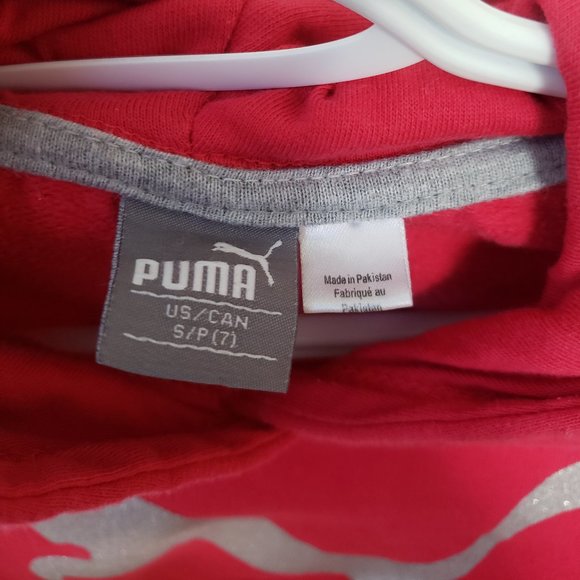 PUMA
US/CAN
S/P(7)
Made in Pakistan
Fabriqué au
Pakistan